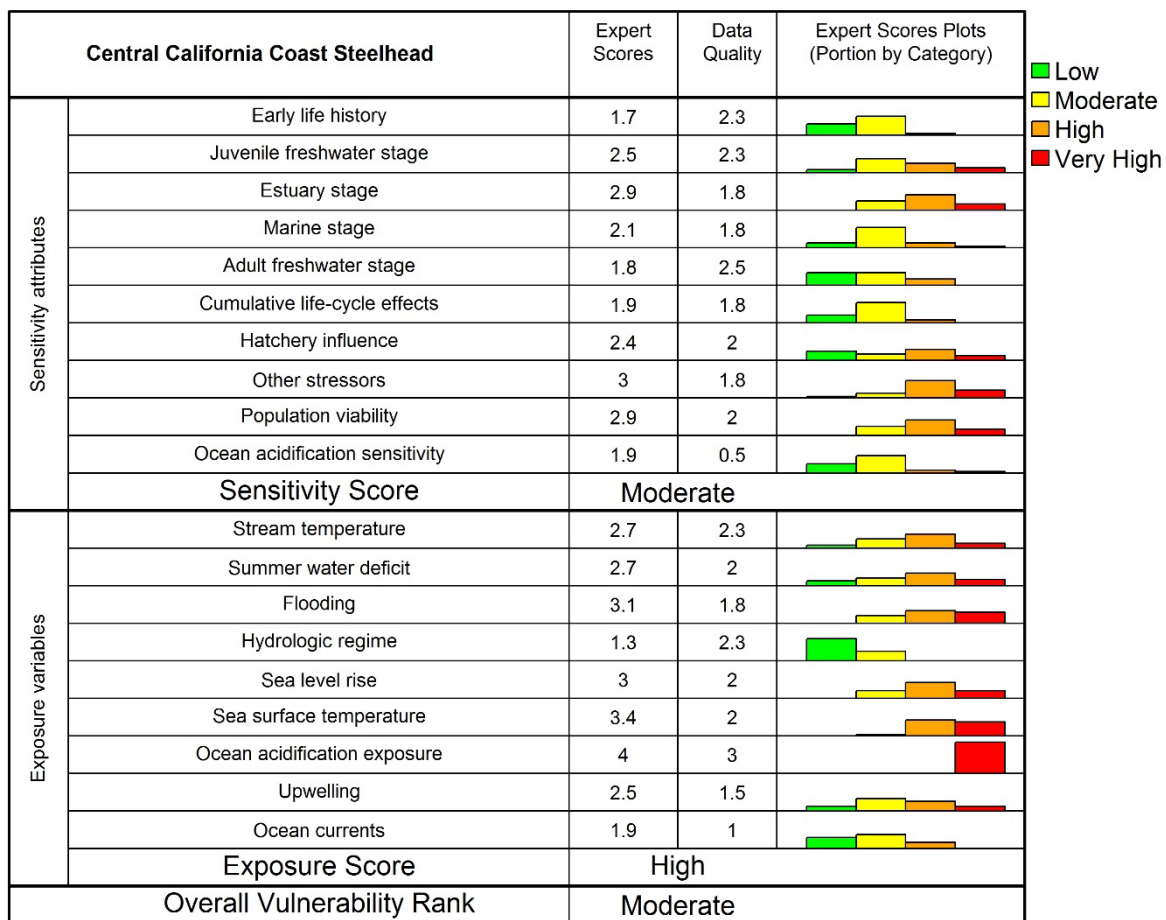 Central California Coast Steelhead
Expert
Scores
Data
Quality
Expert Scores Plots
(Portion by Category)
Low
Moderate
High
Very High
Sensitivity attributes
Early life history 1.7 2.3
Juvenile freshwater stage 2.5 2.3
Estuary stage 2.9 1.8
Marine stage 2.1 1.8
Adult freshwater stage 1.8 2.5
Cumulative life-cycle effects 1.9 1.8
Hatchery influence 2.4 2
Other stressors 3 1.8
Population viability 2.9 2
Ocean acidification sensitivity 1.9 0.5
Sensitivity Score Moderate
Exposure variables
Stream temperature 2.7 2.3
Summer water deficit 2.7 2
Flooding 3.1 1.8
Hydrologic regime 1.3 2.3
Sea level rise 3 2
Sea surface temperature 3.4 2
Ocean acidification exposure 4 3
Upwelling 2.5 1.5
Ocean currents 1.9 1
Exposure Score High
Overall Vulnerability Rank Moderate